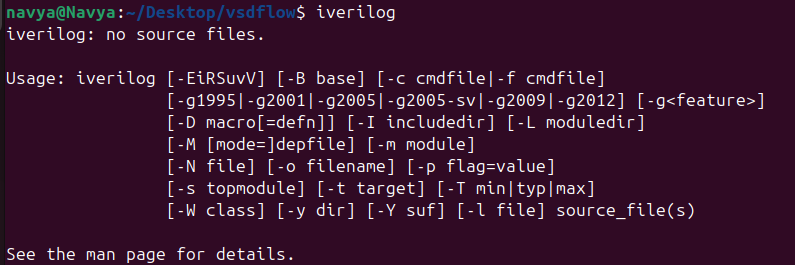 navya@Navya:~/Desktop/vsdflow$ iverilog
iverilog: no source files.

Usage: iverilog [-EiRSuvV] [-B base] [-c cmdfile|-f cmdfile]
                [-g1995|-g2001|-g2005|-g2005-sv|-g2009|-g2012] [-g<feature>]
                [-D macro[=defn]] [-I includedir] [-L moduledir]
                [-M [mode=]depfile] [-m module]
                [-N file] [-o filename] [-p flag=value]
                [-s topmodule] [-t target] [-T min|typ|max]
                [-W class] [-y dir] [-Y suf] [-l file] source_file(s)

See the man page for details.